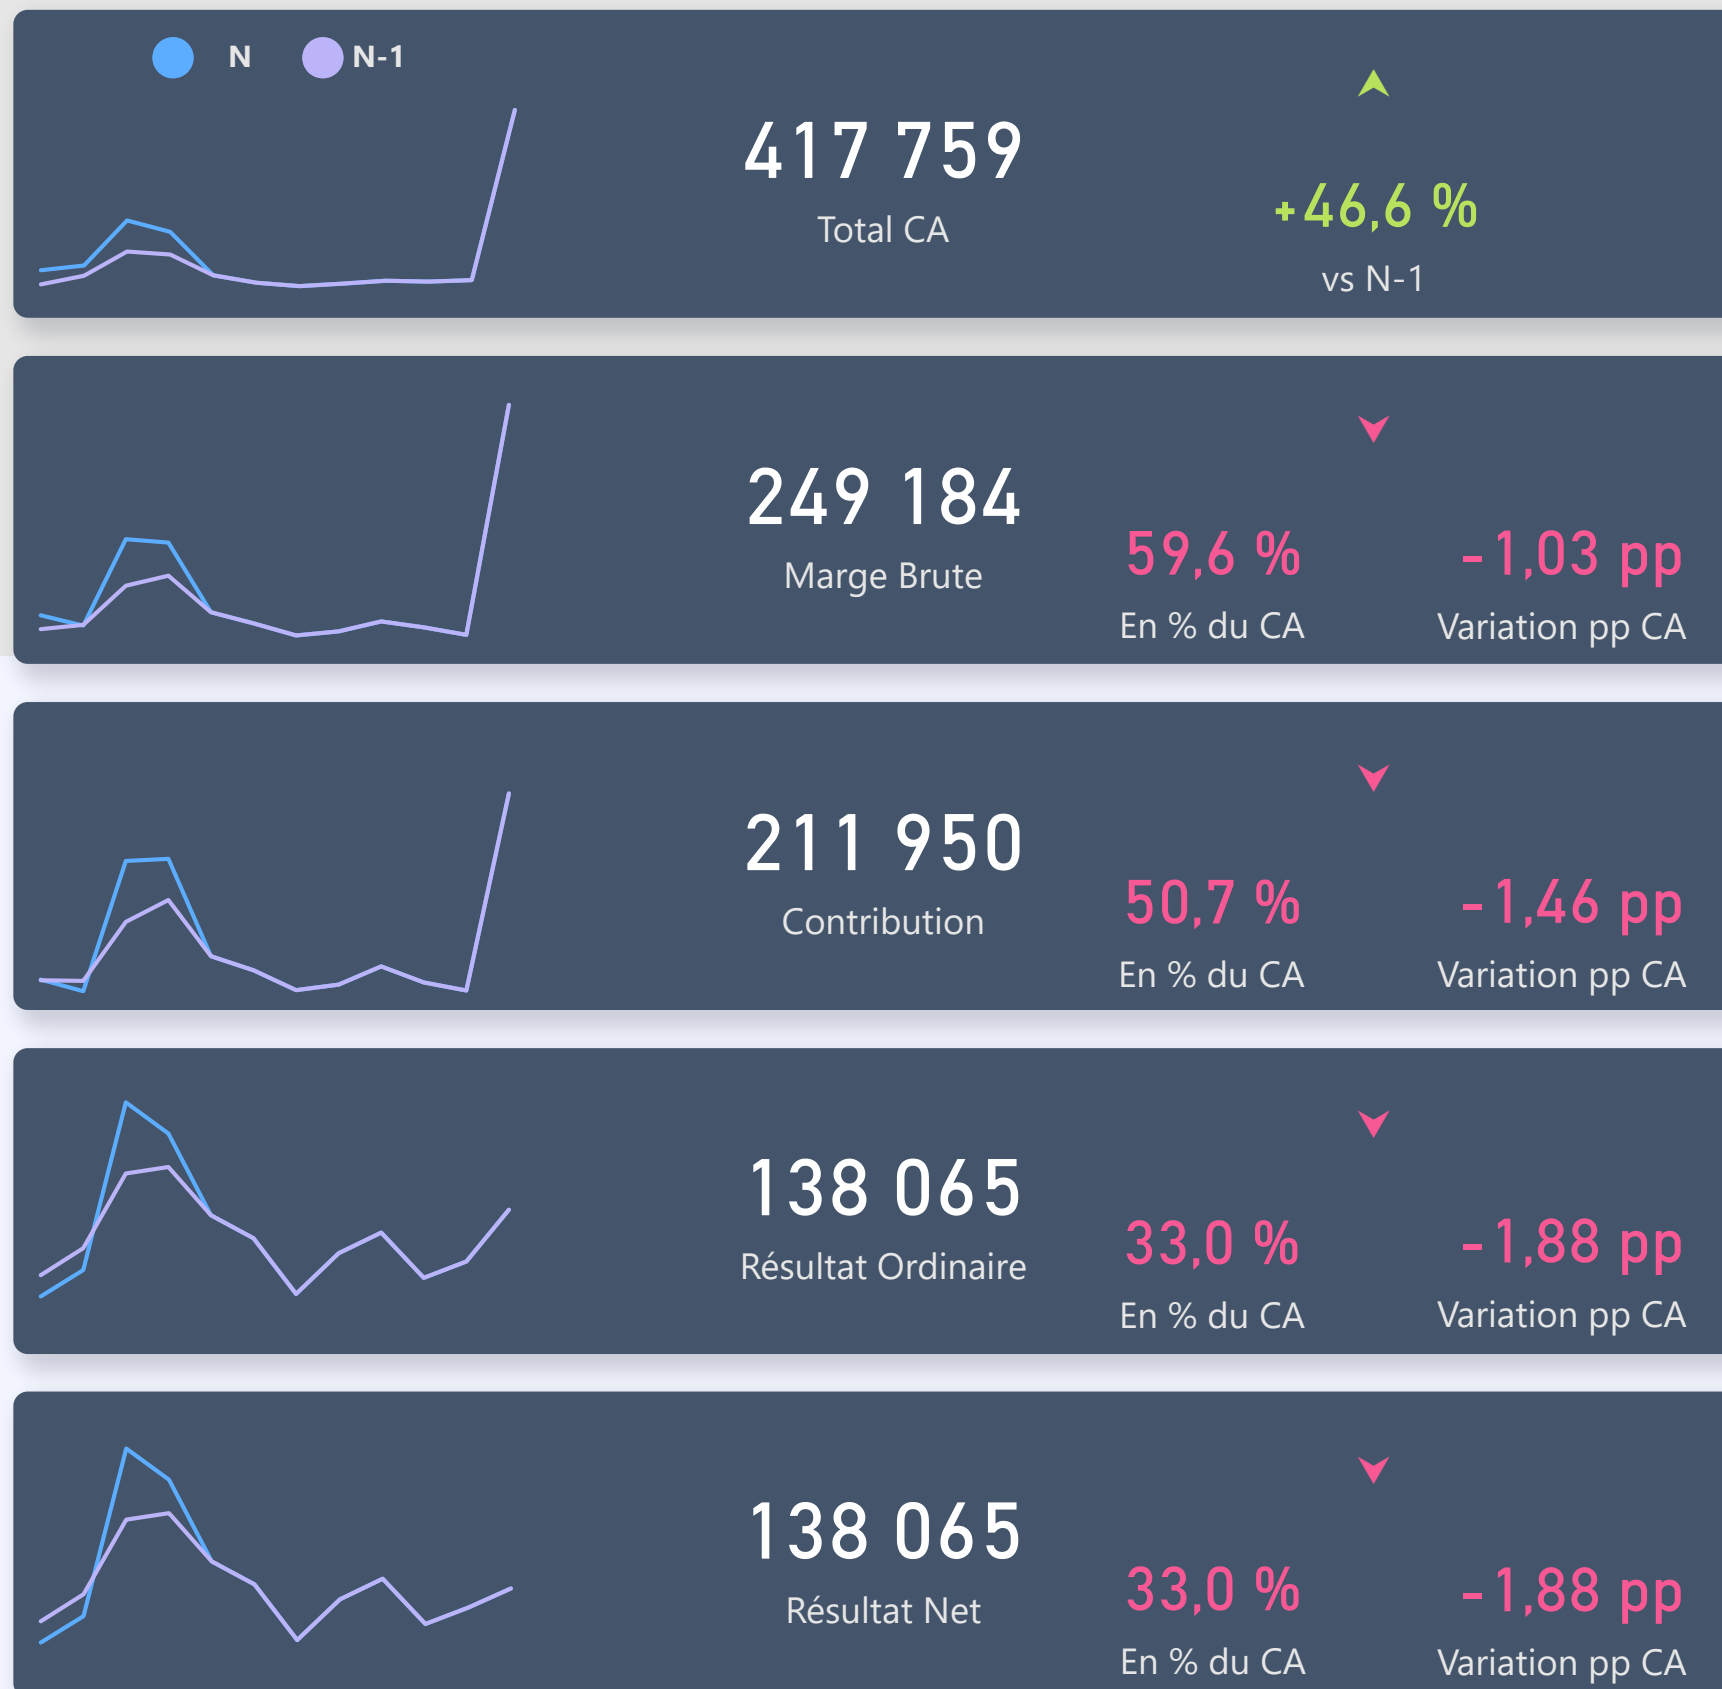 N N-1
417 759
Total CA
+46,6 %
vs N-1
249 184
Marge Brute
59,6 %
En % du CA
-1,03 pp
Variation pp CA
211 950
Contribution
50,7 %
En % du CA
-1,46 pp
Variation pp CA
138 065
Résultat Ordinaire
33,0 %
En % du CA
-1,88 pp
Variation pp CA
138 065
Résultat Net
33,0 %
En % du CA
-1,88 pp
Variation pp CA